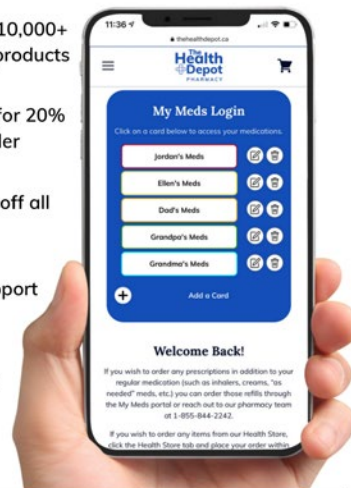 10,000+
products
for 20%
off all
11:36
thehealthdepot.ca
The
Health
Depot
PHARMACY
My Meds Login
Click on a card below to access your medications.
Jordan's Meds
Ellen's Meds
Dad's Meds
Grandpa's Meds
Grandma's Meds
Add a Card
Welcome Back!
If you wish to order any prescriptions in addition to your
regular medication (such as inhalers, creams, "as
needed" meds, etc.) you can order those refills through
the My Meds portal or reach out to our pharmacy team
at 1-855-844-2242.
If you wish to order any items from our Health Store,
click the Health Store tab and place your order within